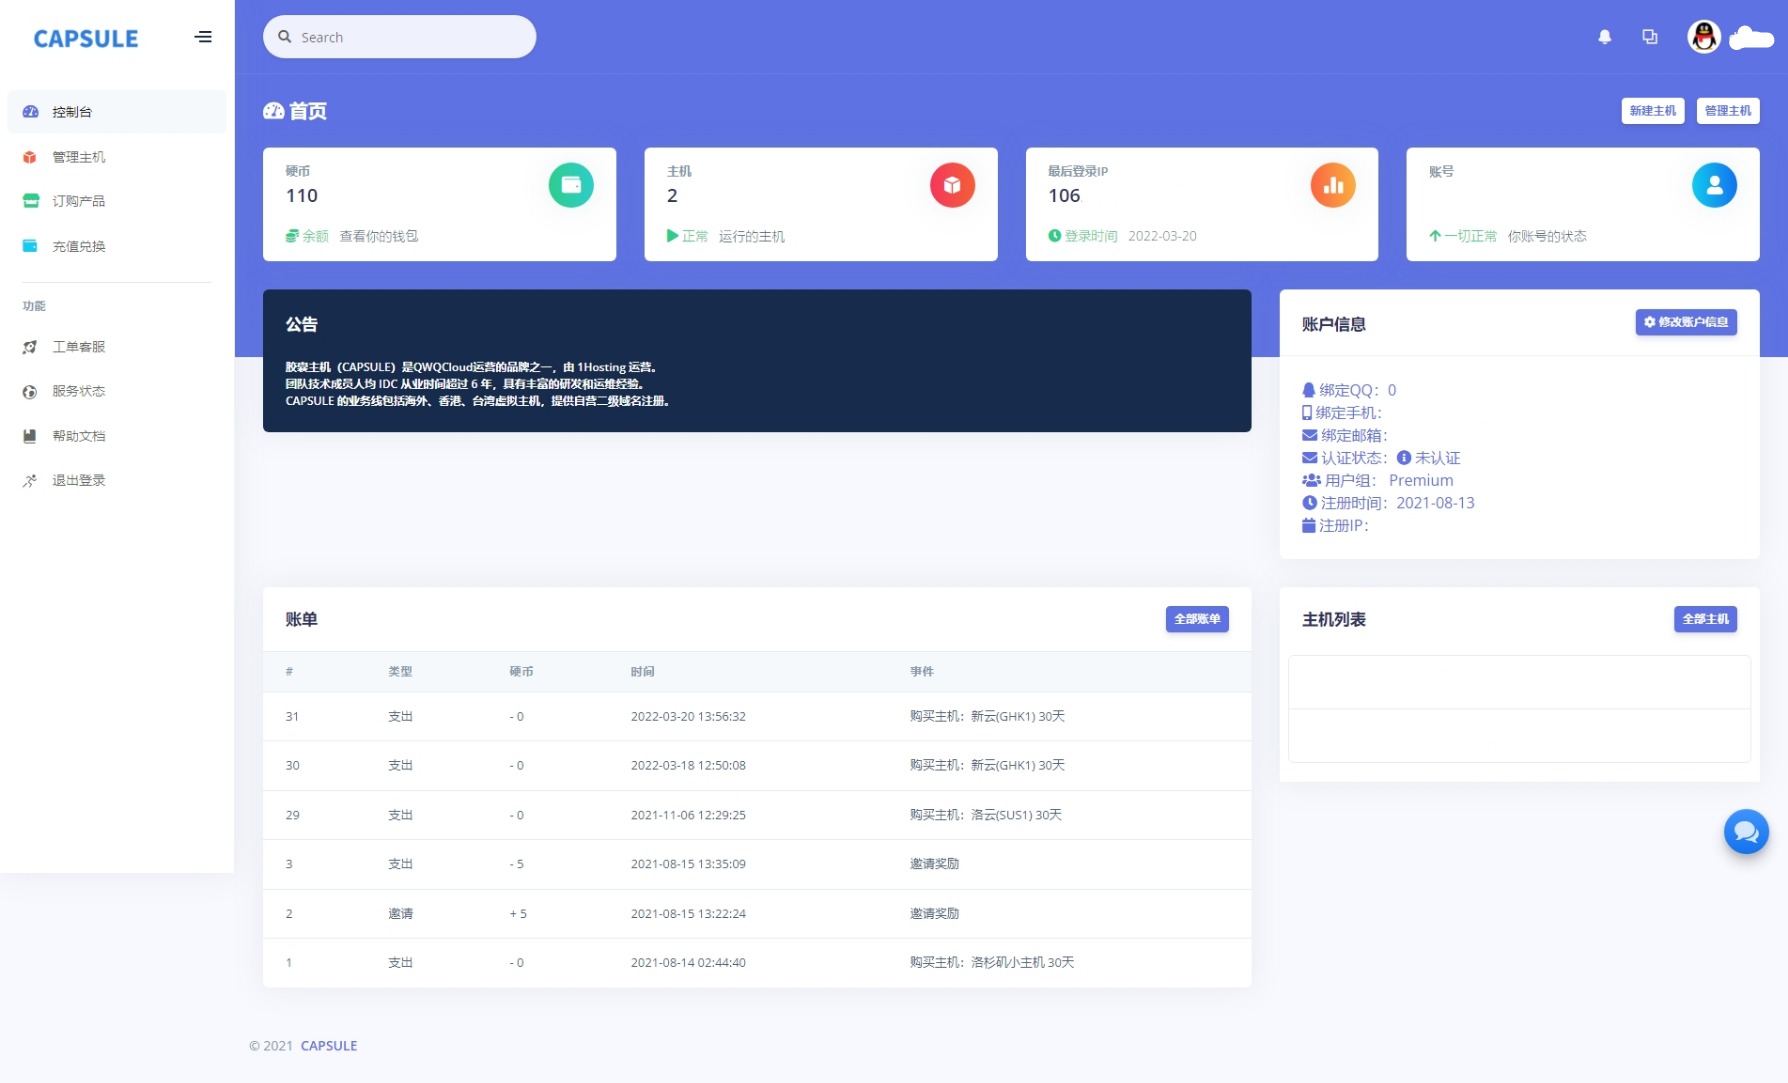 CAPSULE
Search
控制台
管理主机
订购产品
充值兑换
功能
工单客服
服务状态
帮助文档
退出登录
首页
新建主机
管理主机
硬币
110
余额 查看你的钱包
主机
2
正常 运行的主机
最后登录IP
106
登录时间 2022-03-20
账号
一切正常 你账号的状态
公告
胶囊主机（CAPSULE）是QWQCloud运营的品牌之一，由 1Hosting 运营。
团队技术成员人均 IDC 从业时间超过 6 年，具有丰富的研发和运维经验。
CAPSULE 的业务线包括海外、香港、台湾虚拟主机，提供自营二级域名注册。
账户信息
修改账户信息
绑定QQ：0
绑定手机：
绑定邮箱：
认证状态： 未认证
用户组： Premium
注册时间：2021-08-13
注册IP：
账单
全部账单
# 类型 硬币 时间 事件
31 支出 - 0 2022-03-20 13:56:32 购买主机：新云(GHK1) 30天
30 支出 - 0 2022-03-18 12:50:08 购买主机：新云(GHK1) 30天
29 支出 - 0 2021-11-06 12:29:25 购买主机：洛云(SUS1) 30天
3 支出 - 5 2021-08-15 13:35:09 邀请奖励
2 邀请 + 5 2021-08-15 13:22:24 邀请奖励
1 支出 - 0 2021-08-14 02:44:40 购买主机：洛杉矶小主机 30天
主机列表
全部主机
© 2021 CAPSULE